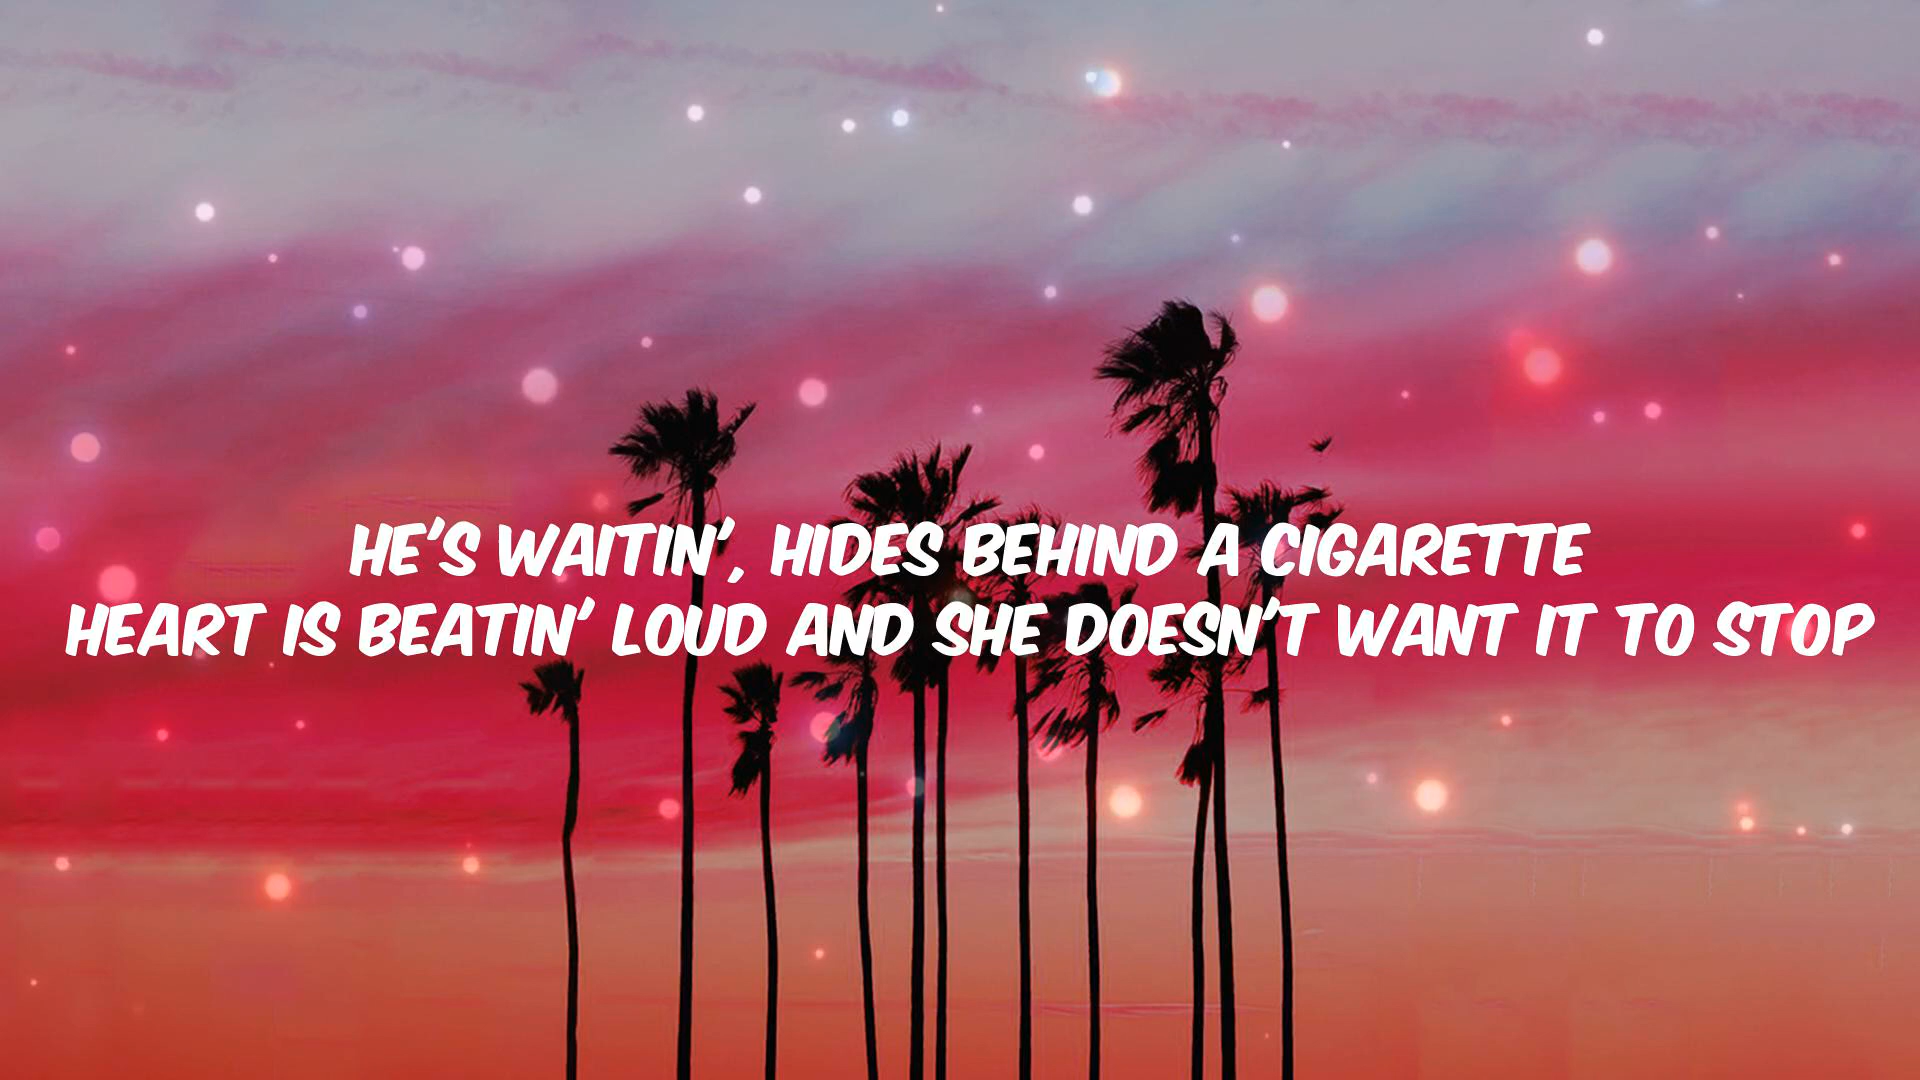 HE'S WAITIN', HIDES BEHIND A CIGARETTE
HEART IS BEATIN' LOUD AND SHE DOESN'T WANT IT TO STOP